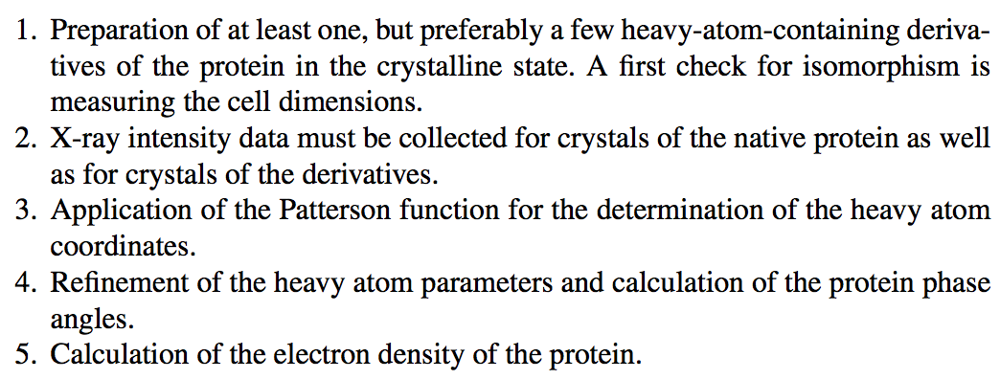 1. Preparation of at least one, but preferably a few heavy-atom-containing deriva-
tives of the protein in the crystalline state. A first check for isomorphism is
measuring the cell dimensions.
2. X-ray intensity data must be collected for crystals of the native protein as well
as for crystals of the derivatives.
3. Application of the Patterson function for the determination of the heavy atom
coordinates.
4. Refinement of the heavy atom parameters and calculation of the protein phase
angles.
5. Calculation of the electron density of the protein.